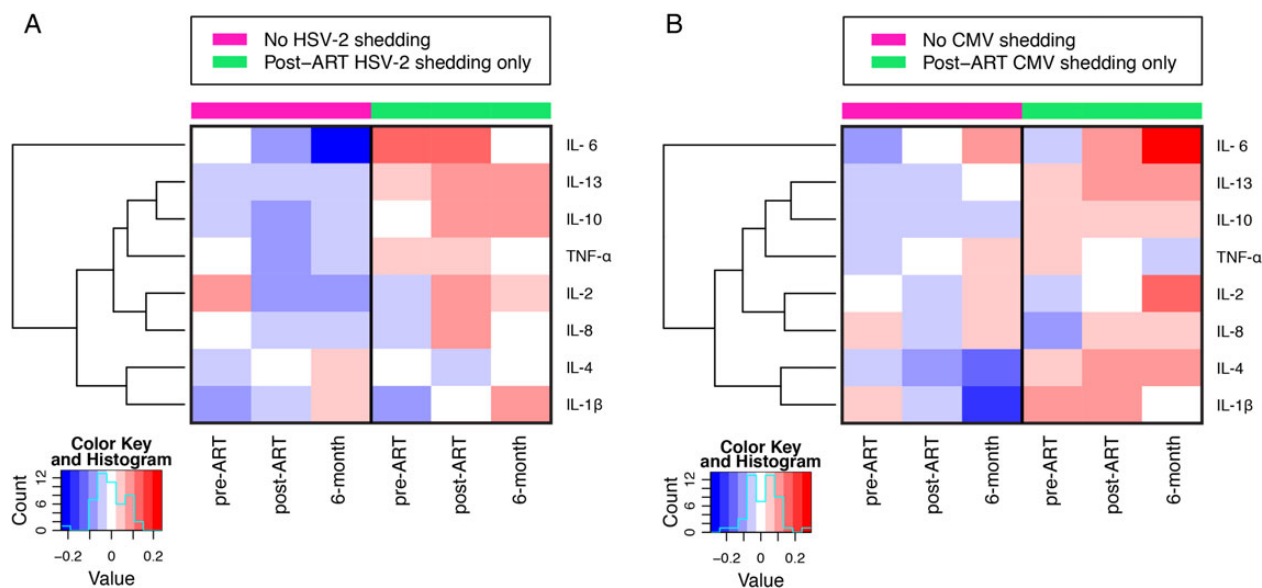 A
No HSV-2 shedding
Post-ART HSV-2 shedding only
IL- 6
IL-13
IL-10
TNF-α
IL-2
IL-8
IL-4
IL-1β
pre-ART
post-ART
6-month
pre-ART
post-ART
6-month
Color Key
and Histogram
Count
0 6 12
-0.2 0 0.2
Value
B
No CMV shedding
Post-ART CMV shedding only
IL- 6
IL-13
IL-10
TNF-α
IL-2
IL-8
IL-4
IL-1β
pre-ART
post-ART
6-month
pre-ART
post-ART
6-month
Color Key
and Histogram
Count
0 6 12
-0.2 0 0.2
Value